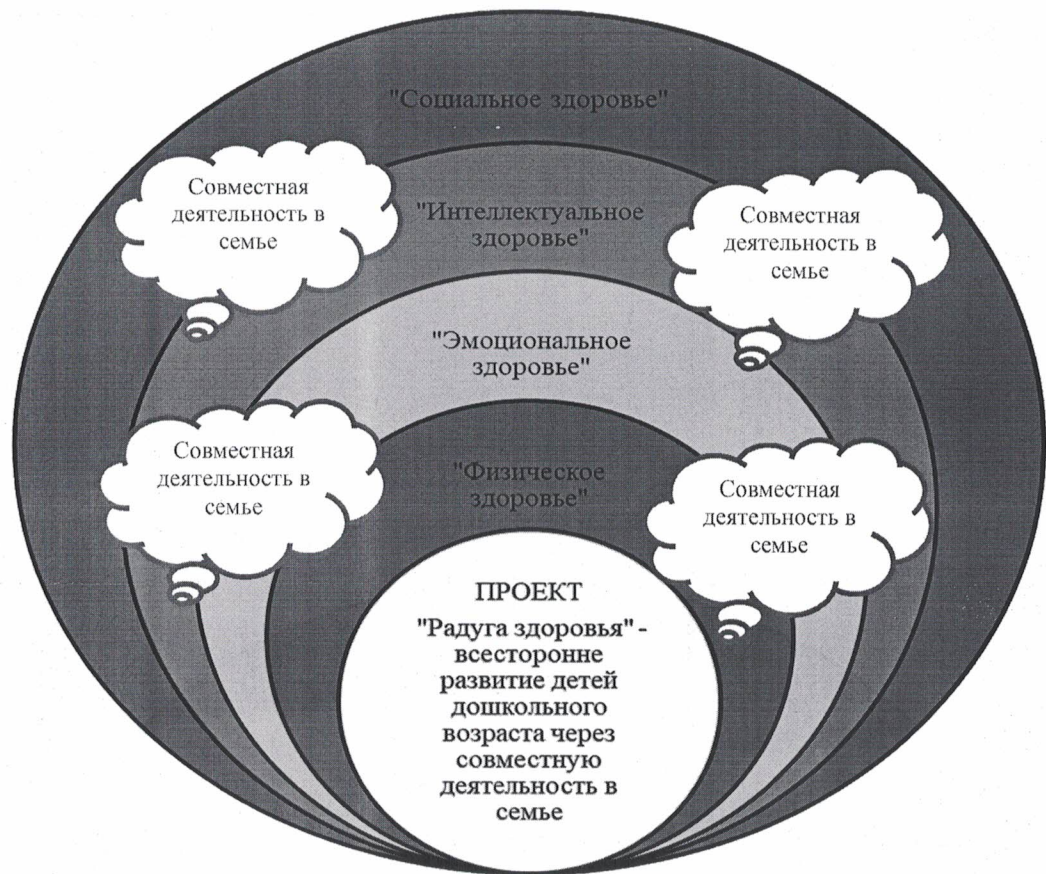 "Социальное здоровье"
Совместная
деятельность в
семье
"Интеллектуальное
здоровье"
Совместная
деятельность в
семье
"Эмоциональное
здоровье"
Совместная
деятельность в
семье
"Физическое
здоровье"
Совместная
деятельность в
семье
ПРОЕКТ
"Радуга здоровья" -
всесторонне
развитие детей
дошкольного
возраста через
совместную
деятельность в
семье